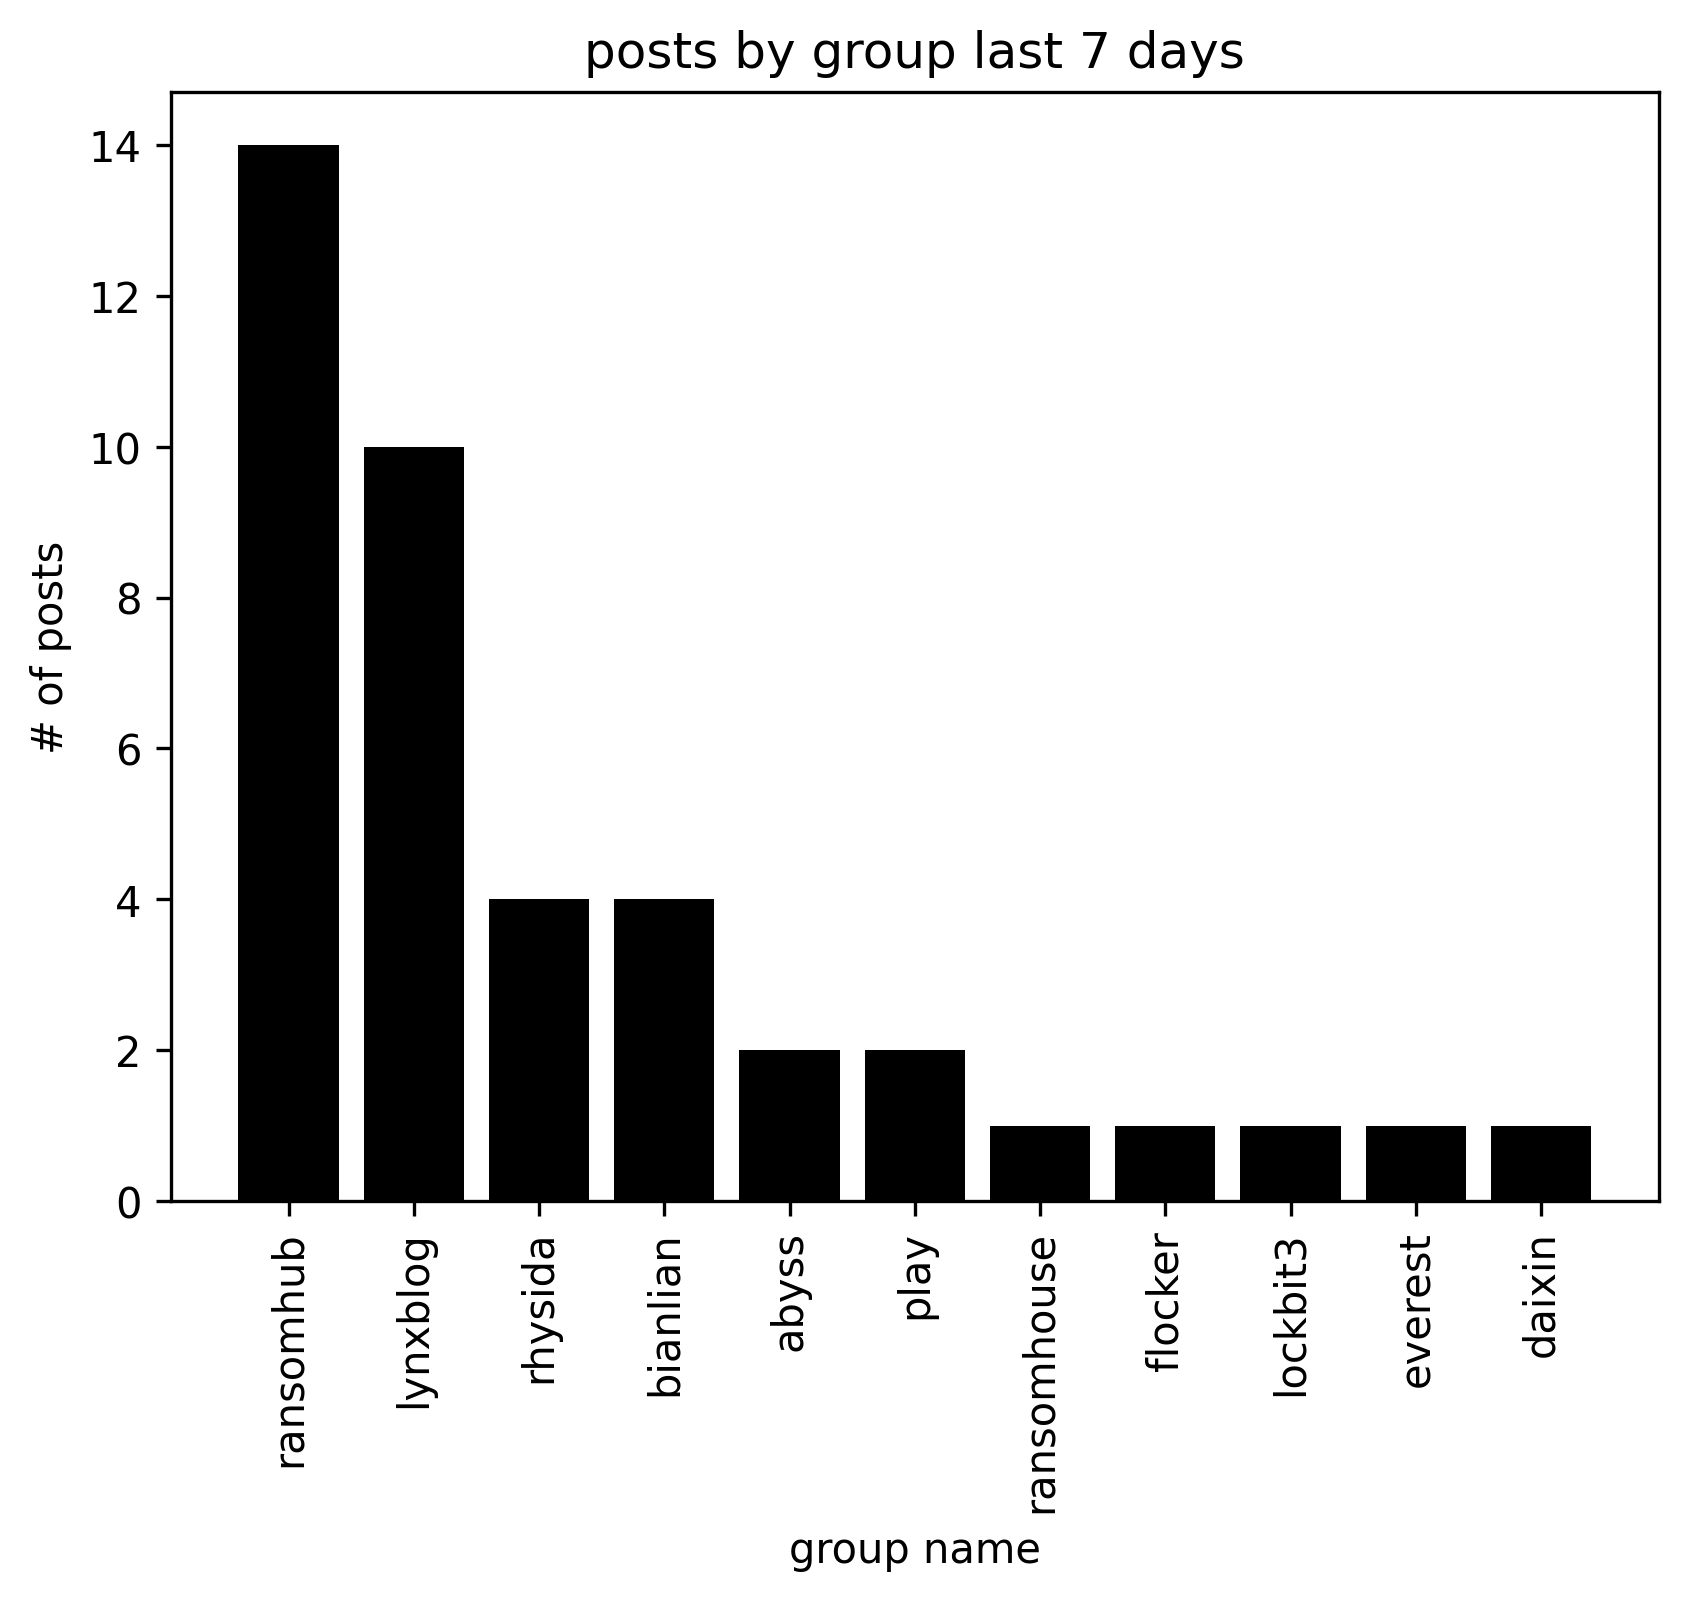 posts by group last 7 days
# of posts
14
12
10
8
6
4
2
0
ransomhub
lynxblog
rhysida
bianlian
abyss
play
ransomhouse
flocker
lockbit3
everest
daixin
group name